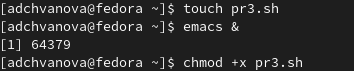 [adchvanova@fedora ~]$ touch pr3.sh
[adchvanova@fedora ~]$ emacs &
[1] 64379
[adchvanova@fedora ~]$ chmod +x pr3.sh